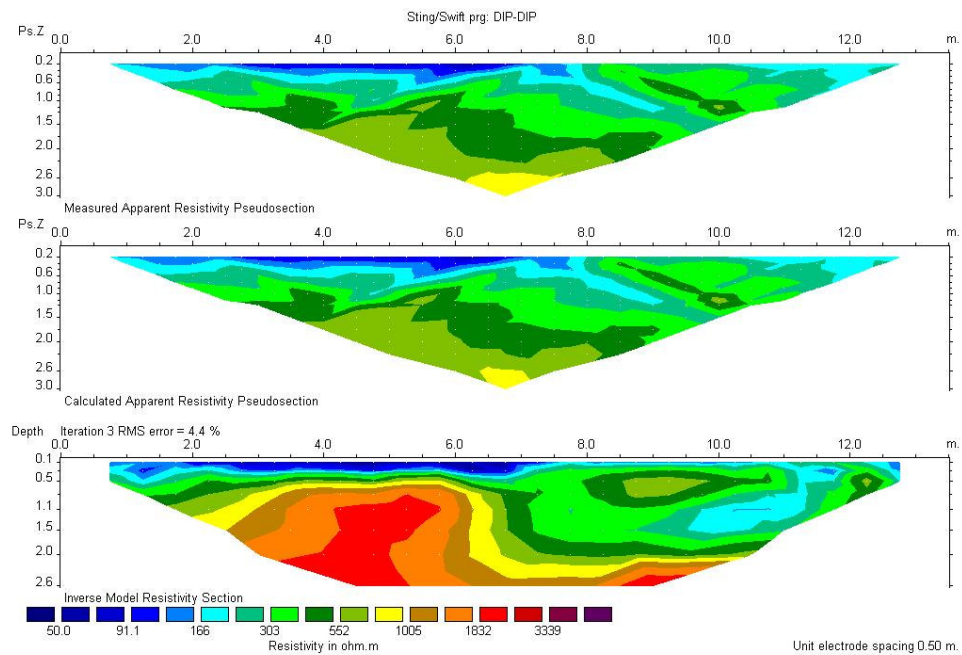 Sting/Swift prg: DIP-DIP
Ps.Z 0.0 2.0 4.0 6.0 8.0 10.0 12.0 m.
0.2
0.6
1.0
1.5
2.0
2.6
3.0
Measured Apparent Resistivity Pseudosection
Ps.Z 0.0 2.0 4.0 6.0 8.0 10.0 12.0 m.
0.2
0.6
1.0
1.5
2.0
2.6
3.0
Calculated Apparent Resistivity Pseudosection
Depth Iteration 3 RMS error = 4.4 %
0.0 2.0 4.0 6.0 8.0 10.0 12.0 m.
0.1
0.5
1.1
1.5
2.0
2.6
Inverse Model Resistivity Section
50.0 91.1 166 303 552 1005 1832 3339
Resistivity in ohm.m Unit electrode spacing 0.50 m.